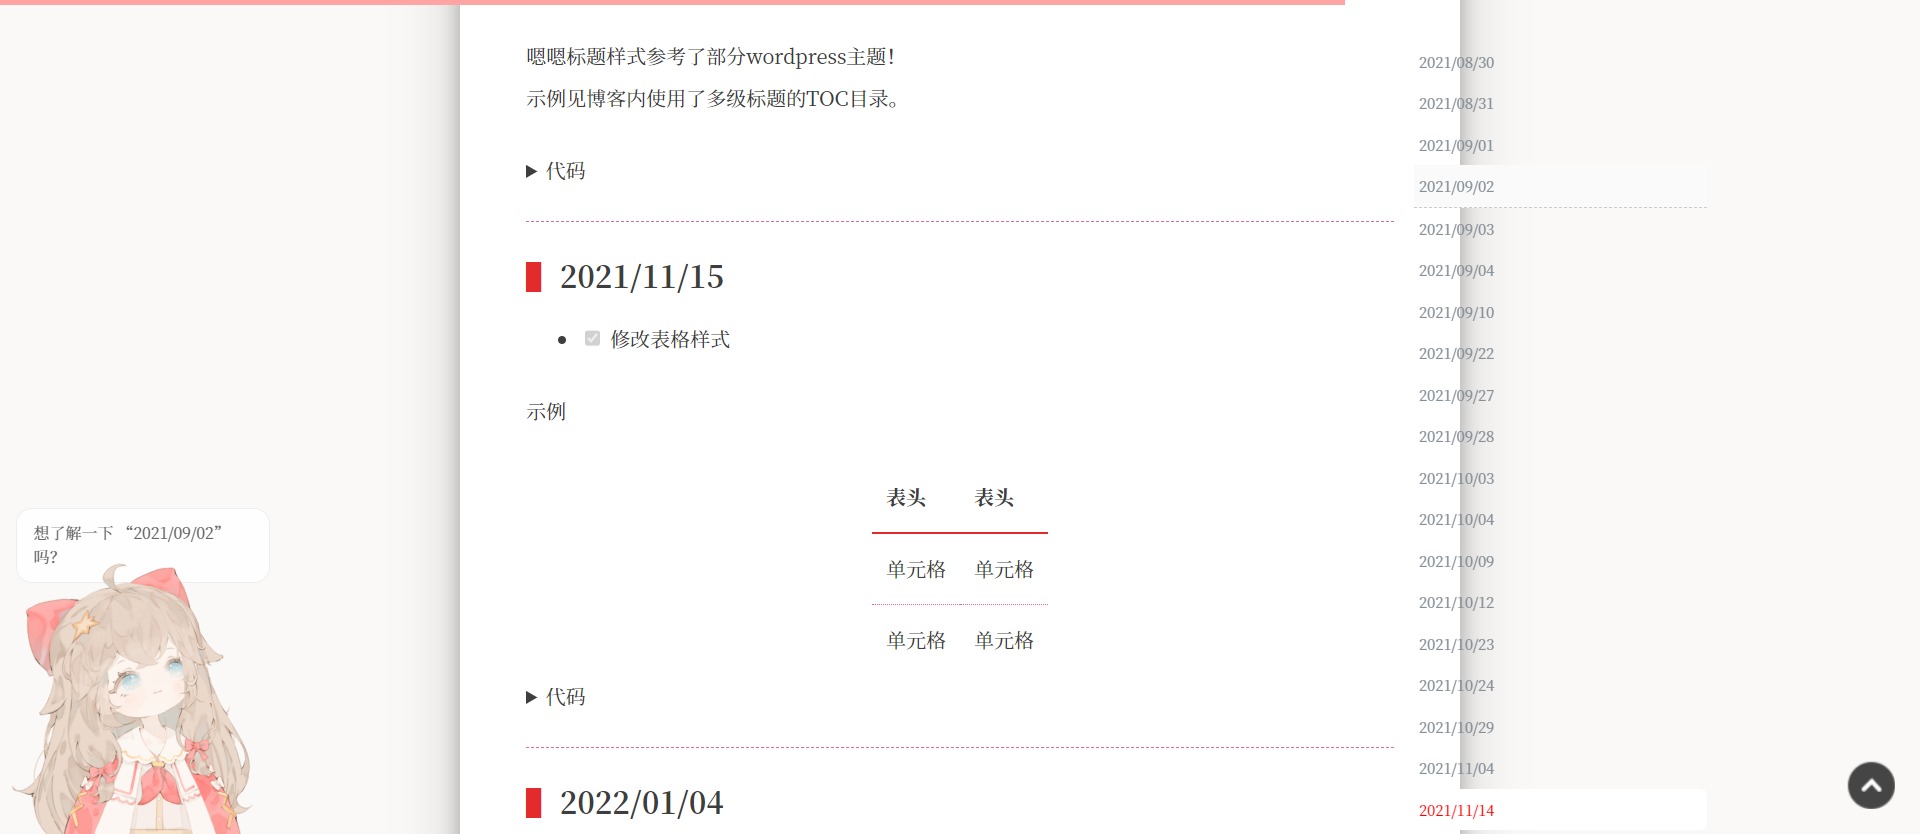 嗯嗯标题样式参考了部分wordpress主题！
示例见博客内使用了多级标题的TOC目录。
▶ 代码
2021/11/15
修改表格样式
示例
表头 表头
单元格 单元格
单元格 单元格
▶ 代码
2022/01/04
2021/08/30
2021/08/31
2021/09/01
2021/09/02
2021/09/03
2021/09/04
2021/09/10
2021/09/22
2021/09/27
2021/09/28
2021/10/03
2021/10/04
2021/10/09
2021/10/12
2021/10/23
2021/10/24
2021/10/29
2021/11/04
2021/11/14
想了解一下 “2021/09/02”
吗？